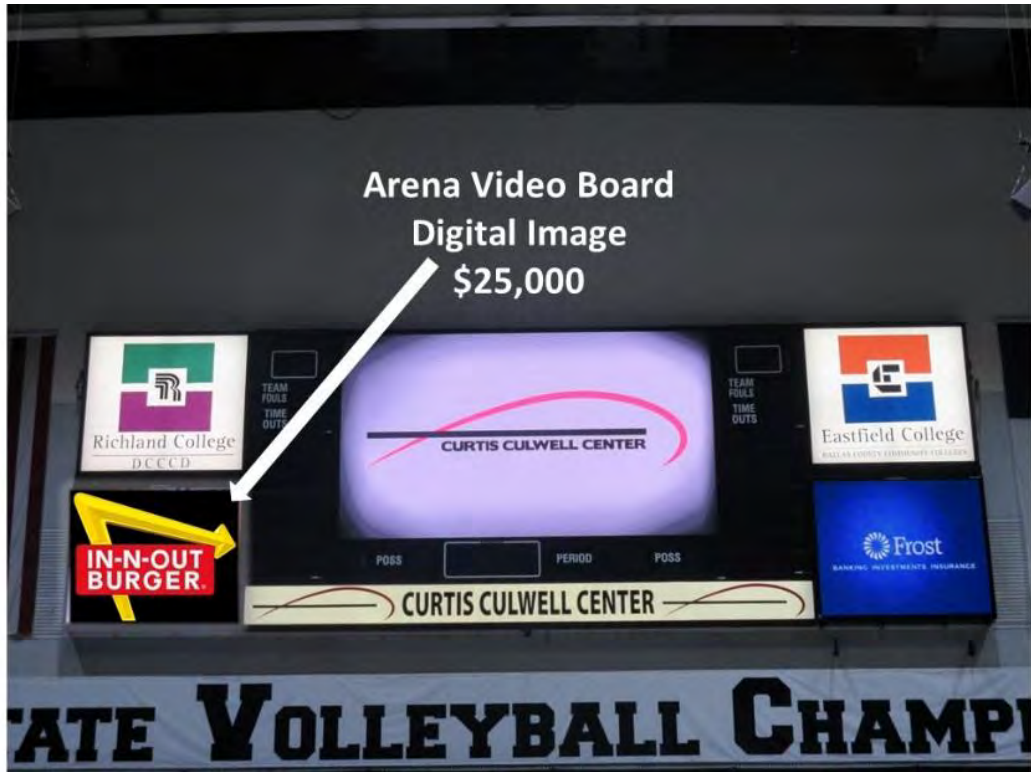 Arena Video Board
Digital Image
$25,000
Richland College
DCCCD
TEAM
FOULS
TIME
OUTS
CURTIS CULWELL CENTER
TEAM
FOULS
TIME
OUTS
Eastfield College
DALLAS COUNTY COMMUNITY COLLEGES
IN-N-OUT
BURGER
Frost
BANKING INVESTMENTS INSURANCE
POSS
PERIOD
POSS
CURTIS CULWELL CENTER
ATE VOLLEYBALL CHAMPI